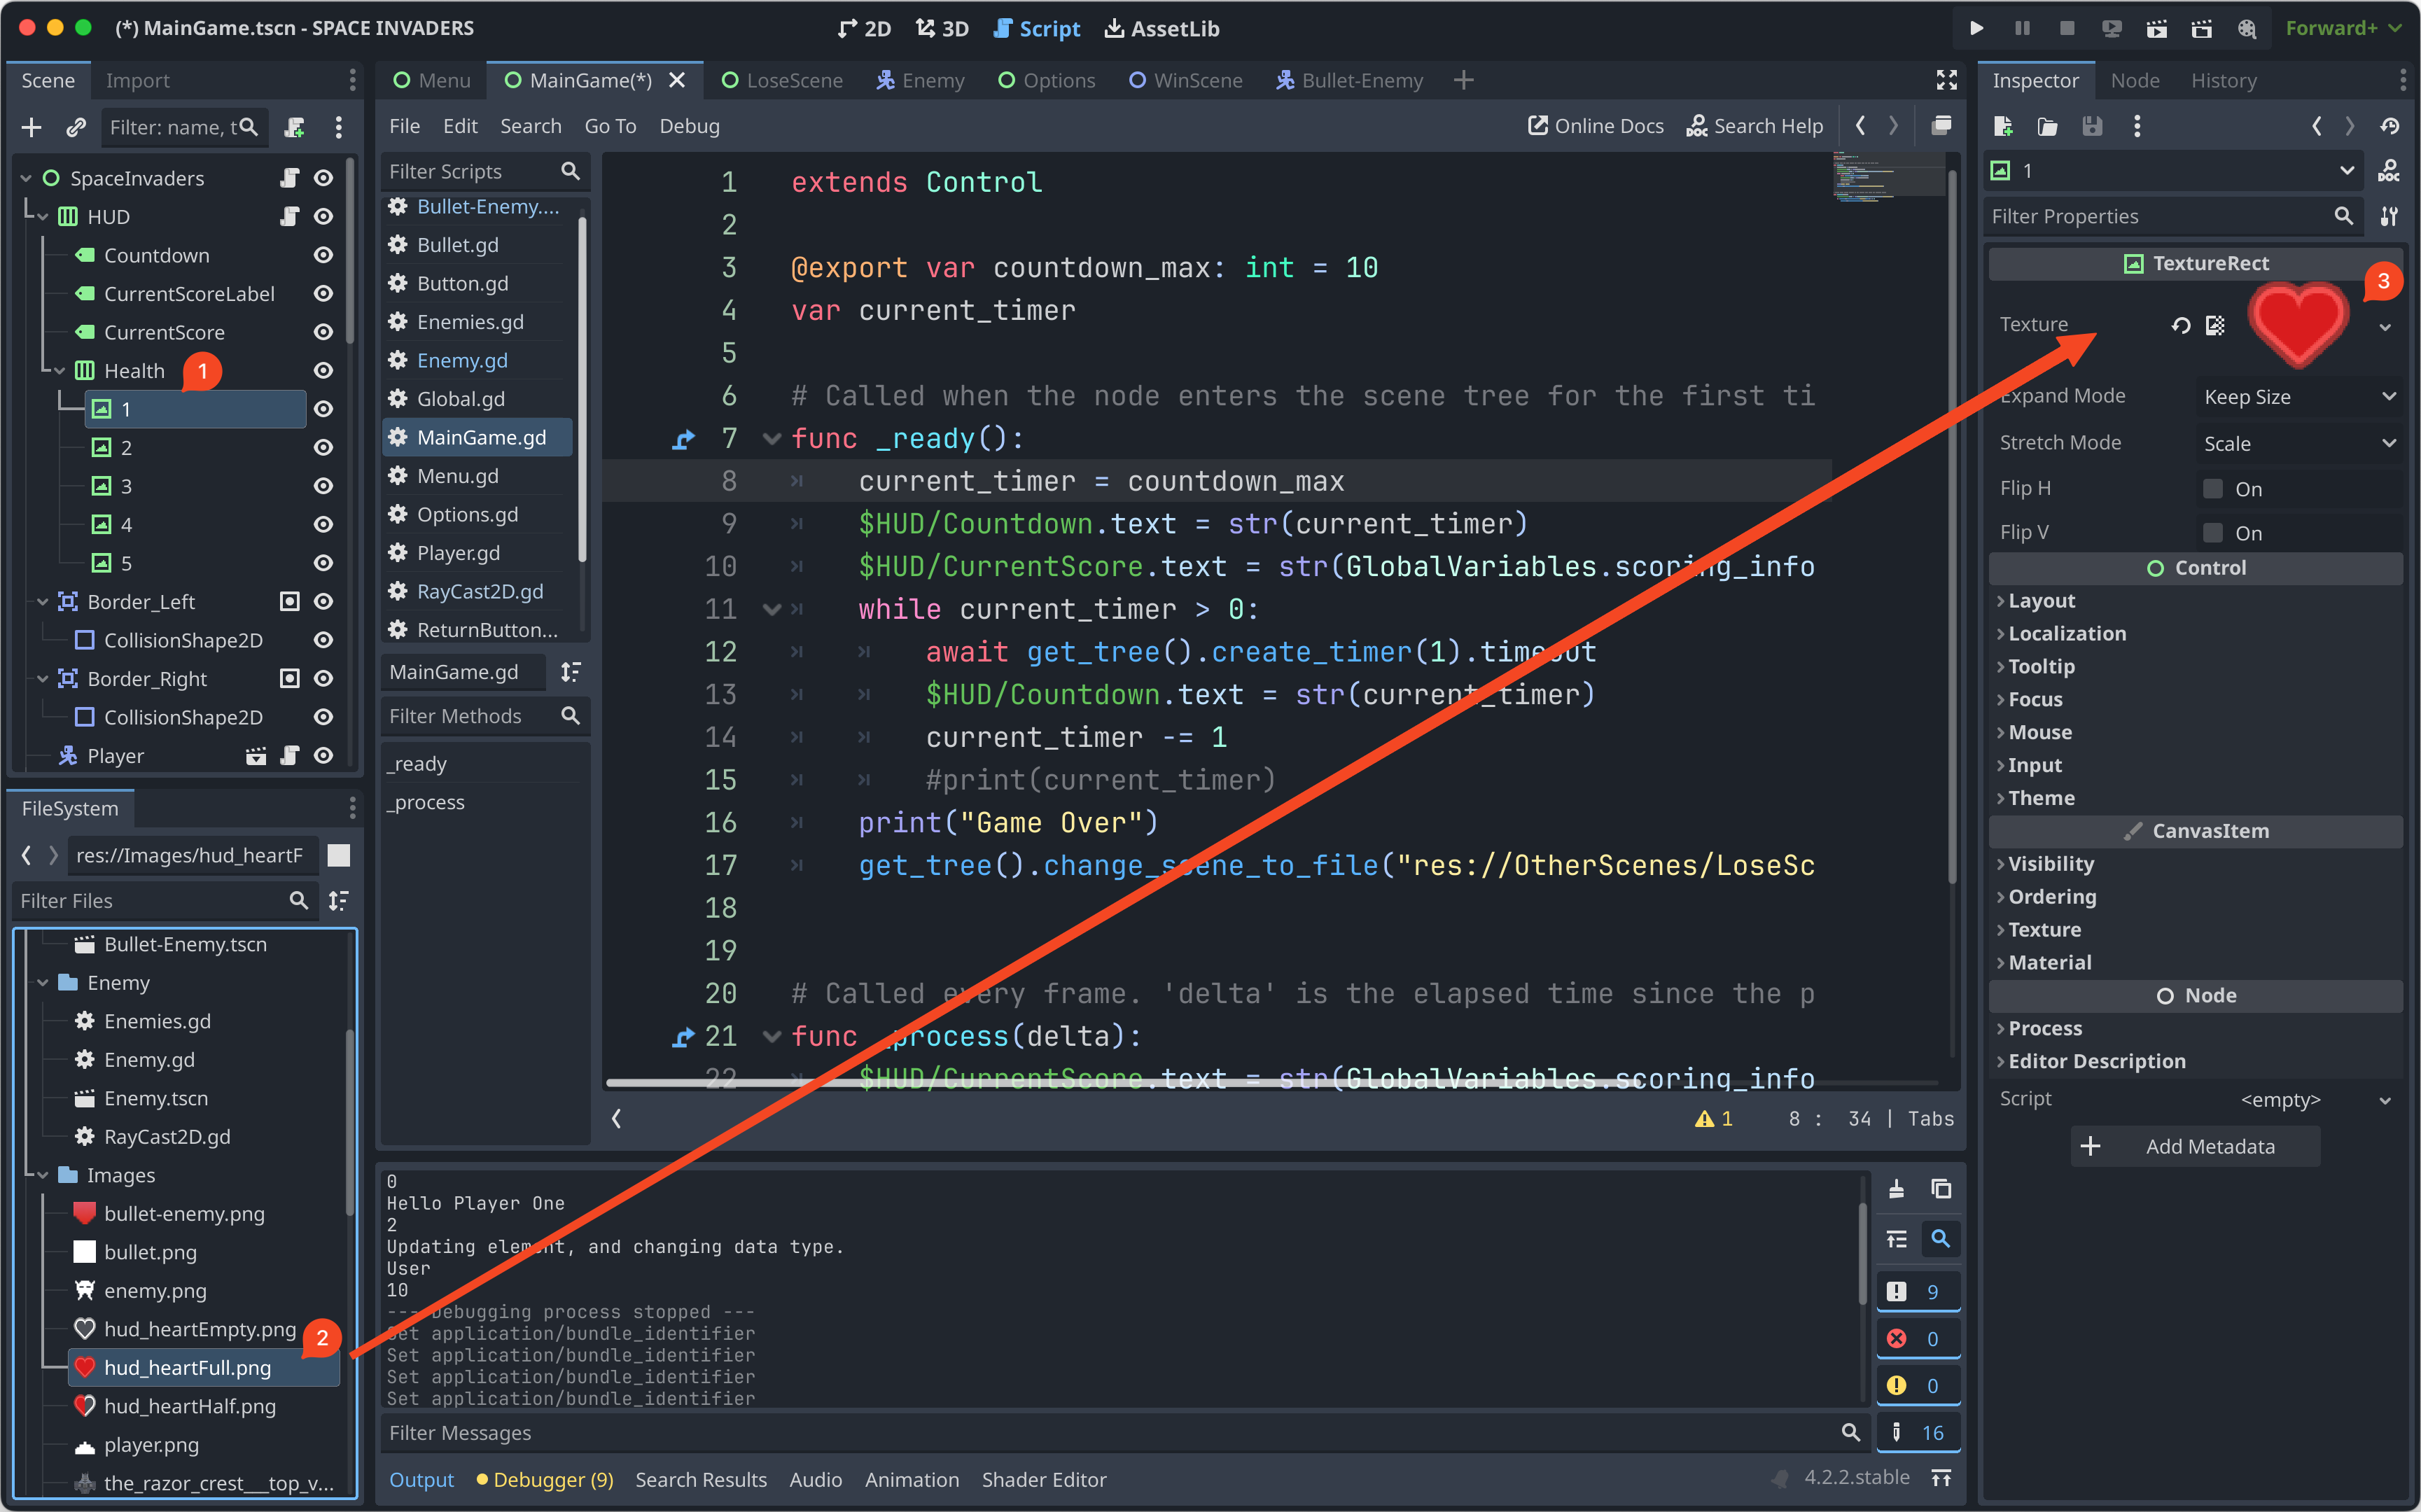 (*) MainGame.tscn - SPACE INVADERS
2D 3D Script AssetLib
Forward+
Scene Import
Filter: name, t
SpaceInvaders
HUD
Countdown
CurrentScoreLabel
CurrentScore
Health
1
1
2
3
4
5
Border_Left
CollisionShape2D
Border_Right
CollisionShape2D
Player
FileSystem
res://Images/hud_heartF
Filter Files
Bullet-Enemy.tscn
Enemy
Enemies.gd
Enemy.gd
Enemy.tscn
RayCast2D.gd
Images
bullet-enemy.png
bullet.png
enemy.png
hud_heartEmpty.png
2
hud_heartFull.png
hud_heartHalf.png
player.png
the_razor_crest___top_v...
Menu MainGame(*) LoseScene Enemy Options WinScene Bullet-Enemy
File Edit Search Go To Debug
Online Docs Search Help
Filter Scripts
Bullet-Enemy....
Bullet.gd
Button.gd
Enemies.gd
Enemy.gd
Global.gd
MainGame.gd
Menu.gd
Options.gd
Player.gd
RayCast2D.gd
ReturnButton...
MainGame.gd
Filter Methods
_ready
_process
1 extends Control
2
3 @export var countdown_max: int = 10
4 var current_timer
5
6 # Called when the node enters the scene tree for the first ti
7 func _ready():
8 current_timer = countdown_max
9 $HUD/Countdown.text = str(current_timer)
10 $HUD/CurrentScore.text = str(GlobalVariables.scoring_info
11 while current_timer > 0:
12 await get_tree().create_timer(1).timeout
13 $HUD/Countdown.text = str(current_timer)
14 current_timer -= 1
15 #print(current_timer)
16 print("Game Over")
17 get_tree().change_scene_to_file("res://OtherScenes/LoseSc
18
19
20 # Called every frame. 'delta' is the elapsed time since the p
21 func _process(delta):
22 $HUD/CurrentScore.text = str(GlobalVariables.scoring_info
1 8 : 34 | Tabs
0
Hello Player One
2
Updating element, and changing data type.
User
10
--- Debugging process stopped ---
Set application/bundle_identifier
Set application/bundle_identifier
Set application/bundle_identifier
Set application/bundle_identifier
Filter Messages
9
0
0
16
Output Debugger (9) Search Results Audio Animation Shader Editor
4.2.2.stable
Inspector Node History
1
DOC
Filter Properties
TextureRect
3
Texture
Expand Mode Keep Size
Stretch Mode Scale
Flip H On
Flip V On
Control
Layout
Localization
Tooltip
Focus
Mouse
Input
Theme
CanvasItem
Visibility
Ordering
Texture
Material
Node
Process
Editor Description
Script <empty>
Add Metadata